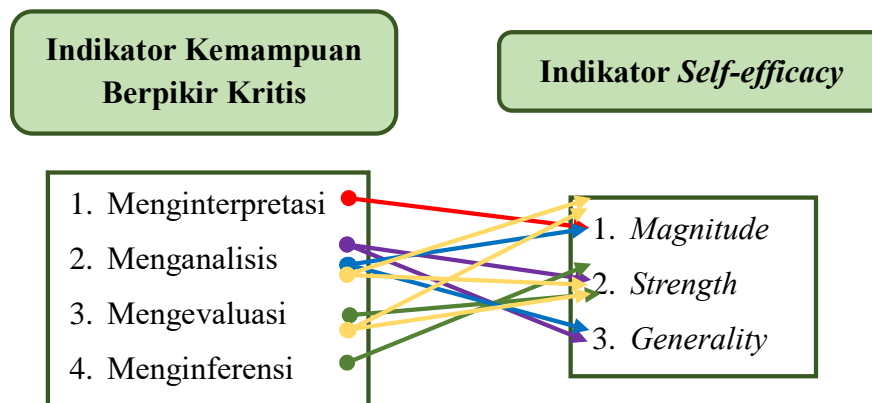 Indikator Kemampuan
Berpikir Kritis
Indikator Self-efficacy
1. Menginterpretasi
2. Menganalisis
3. Mengevaluasi
4. Menginferensi
1. Magnitude
2. Strength
3. Generality